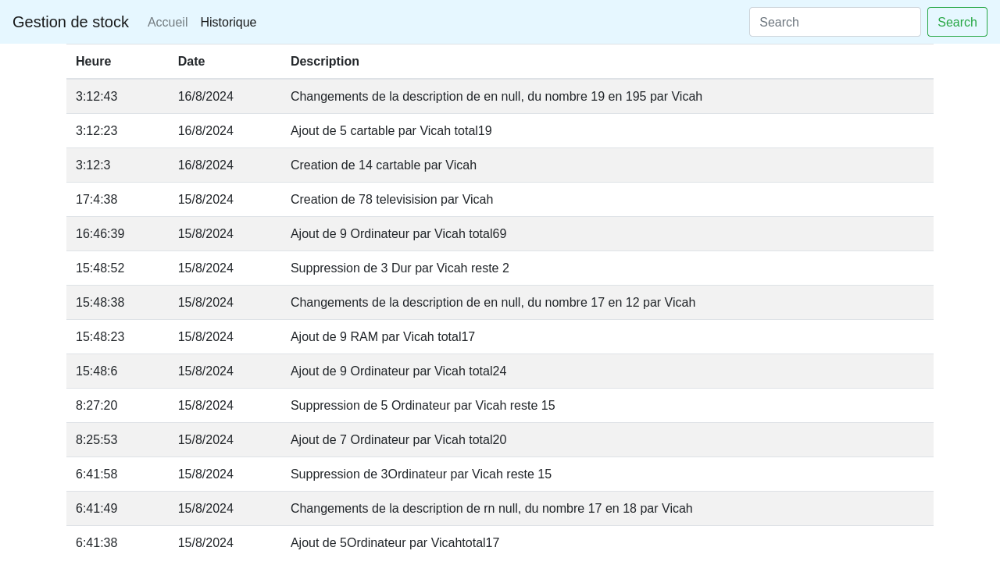 Gestion de stock Accueil Historique Search Search
Heure Date Description
3:12:43 16/8/2024 Changements de la description de en null, du nombre 19 en 195 par Vicah
3:12:23 16/8/2024 Ajout de 5 cartable par Vicah total19
3:12:3 16/8/2024 Creation de 14 cartable par Vicah
17:4:38 15/8/2024 Creation de 78 televisision par Vicah
16:46:39 15/8/2024 Ajout de 9 Ordinateur par Vicah total69
15:48:52 15/8/2024 Suppression de 3 Dur par Vicah reste 2
15:48:38 15/8/2024 Changements de la description de en null, du nombre 17 en 12 par Vicah
15:48:23 15/8/2024 Ajout de 9 RAM par Vicah total17
15:48:6 15/8/2024 Ajout de 9 Ordinateur par Vicah total24
8:27:20 15/8/2024 Suppression de 5 Ordinateur par Vicah reste 15
8:25:53 15/8/2024 Ajout de 7 Ordinateur par Vicah total20
6:41:58 15/8/2024 Suppression de 3Ordinateur par Vicah reste 15
6:41:49 15/8/2024 Changements de la description de rn null, du nombre 17 en 18 par Vicah
6:41:38 15/8/2024 Ajout de 5Ordinateur par Vicahtotal17